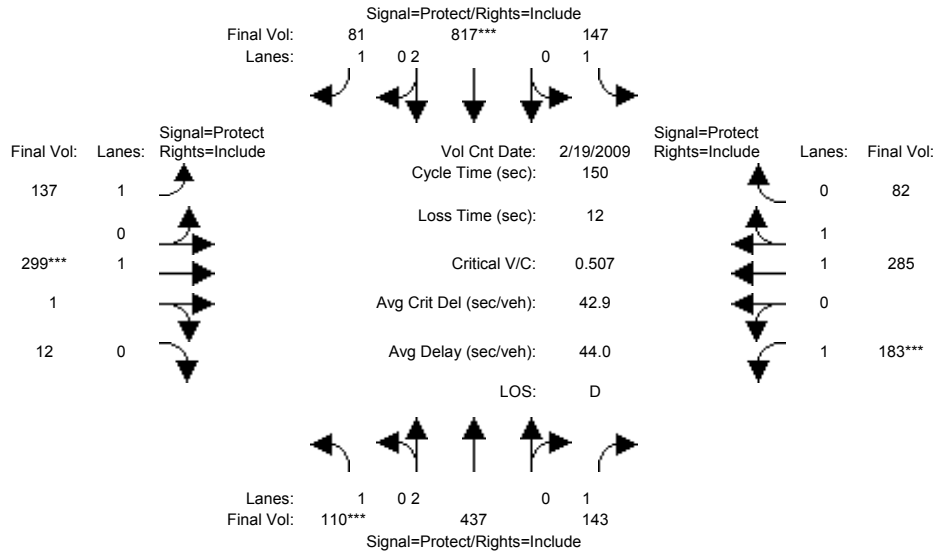 Signal=Protect/Rights=Include
Final Vol: 81 817*** 147
Lanes: 1 0 2 0 1
Signal=Protect Signal=Protect
Final Vol: Lanes: Rights=Include Vol Cnt Date: 2/19/2009 Rights=Include Lanes: Final Vol:
Cycle Time (sec): 150
137 1 0 82
Loss Time (sec): 12
0 1
299*** 1 Critical V/C: 0.507 1 285
1 Avg Crit Del (sec/veh): 42.9 0
12 0 Avg Delay (sec/veh): 44.0 1 183***
LOS: D
Lanes: 1 0 2 0 1
Final Vol: 110*** 437 143
Signal=Protect/Rights=Include